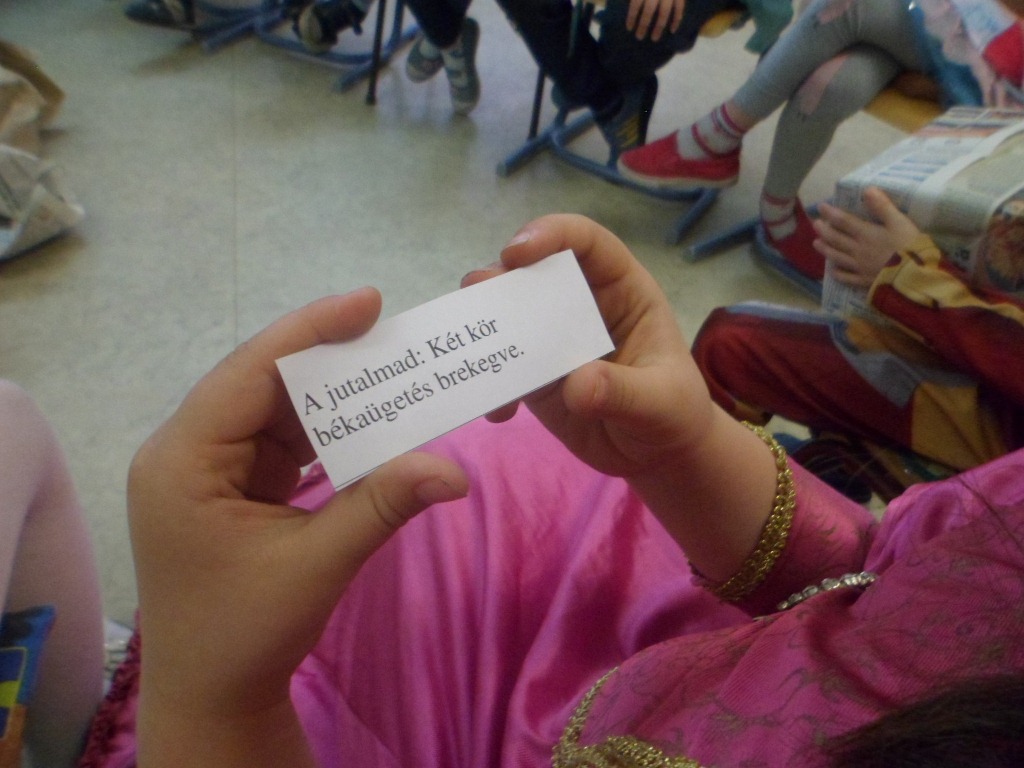 A jutalmad: Két kör
békaügetés brekegve.